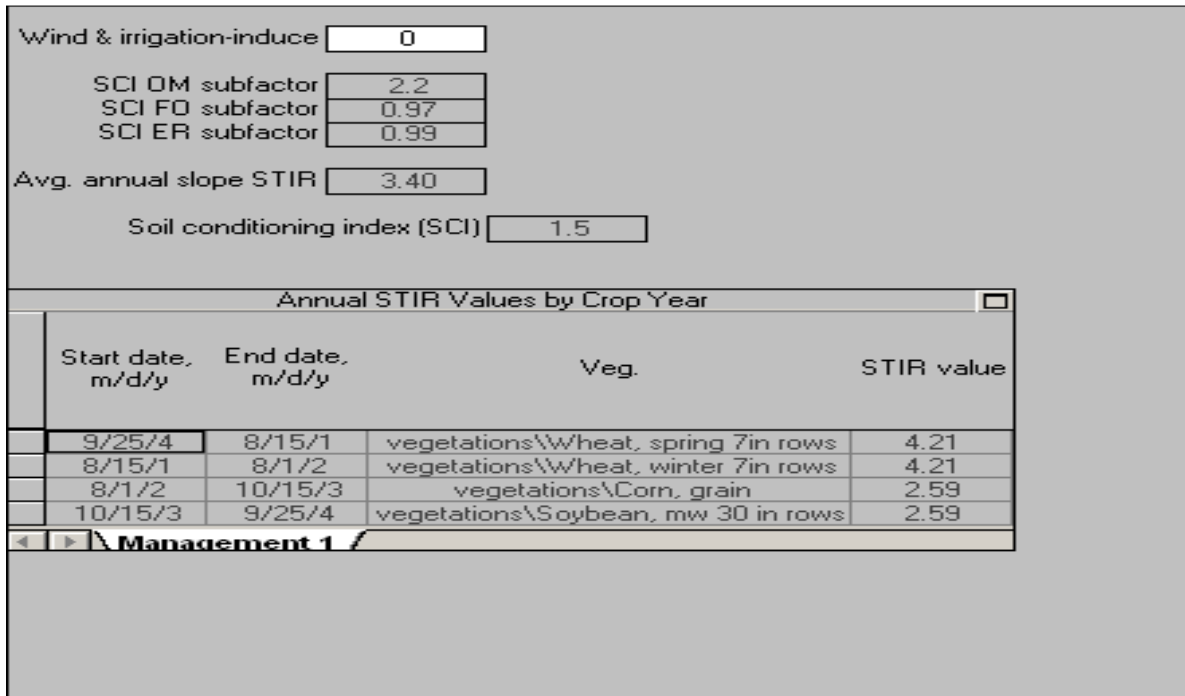 Wind & irrigation-induce 0
SCI OM subfactor 2.2
SCI FO subfactor 0.97
SCI ER subfactor 0.99
Avg. annual slope STIR 3.40
Soil conditioning index (SCI) 1.5
Annual STIR Values by Crop Year
Start date, m/d/y End date, m/d/y Veg. STIR value
9/25/4 8/15/1 vegetations\Wheat, spring 7in rows 4.21
8/15/1 8/1/2 vegetations\Wheat, winter 7in rows 4.21
8/1/2 10/15/3 vegetations\Corn, grain 2.59
10/15/3 9/25/4 vegetations\Soybean, mw 30 in rows 2.59
Management 1